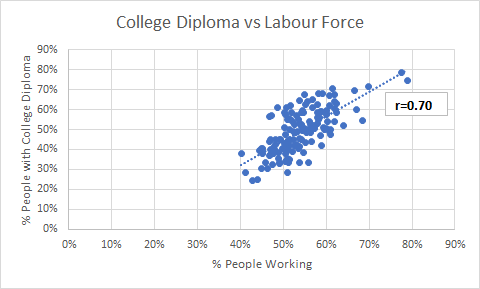 College Diploma vs Labour Force
% People with College Diploma
90%
80%
70%
60%
50%
40%
30%
20%
10%
0%
r=0.70
0% 10% 20% 30% 40% 50% 60% 70% 80% 90%
% People Working